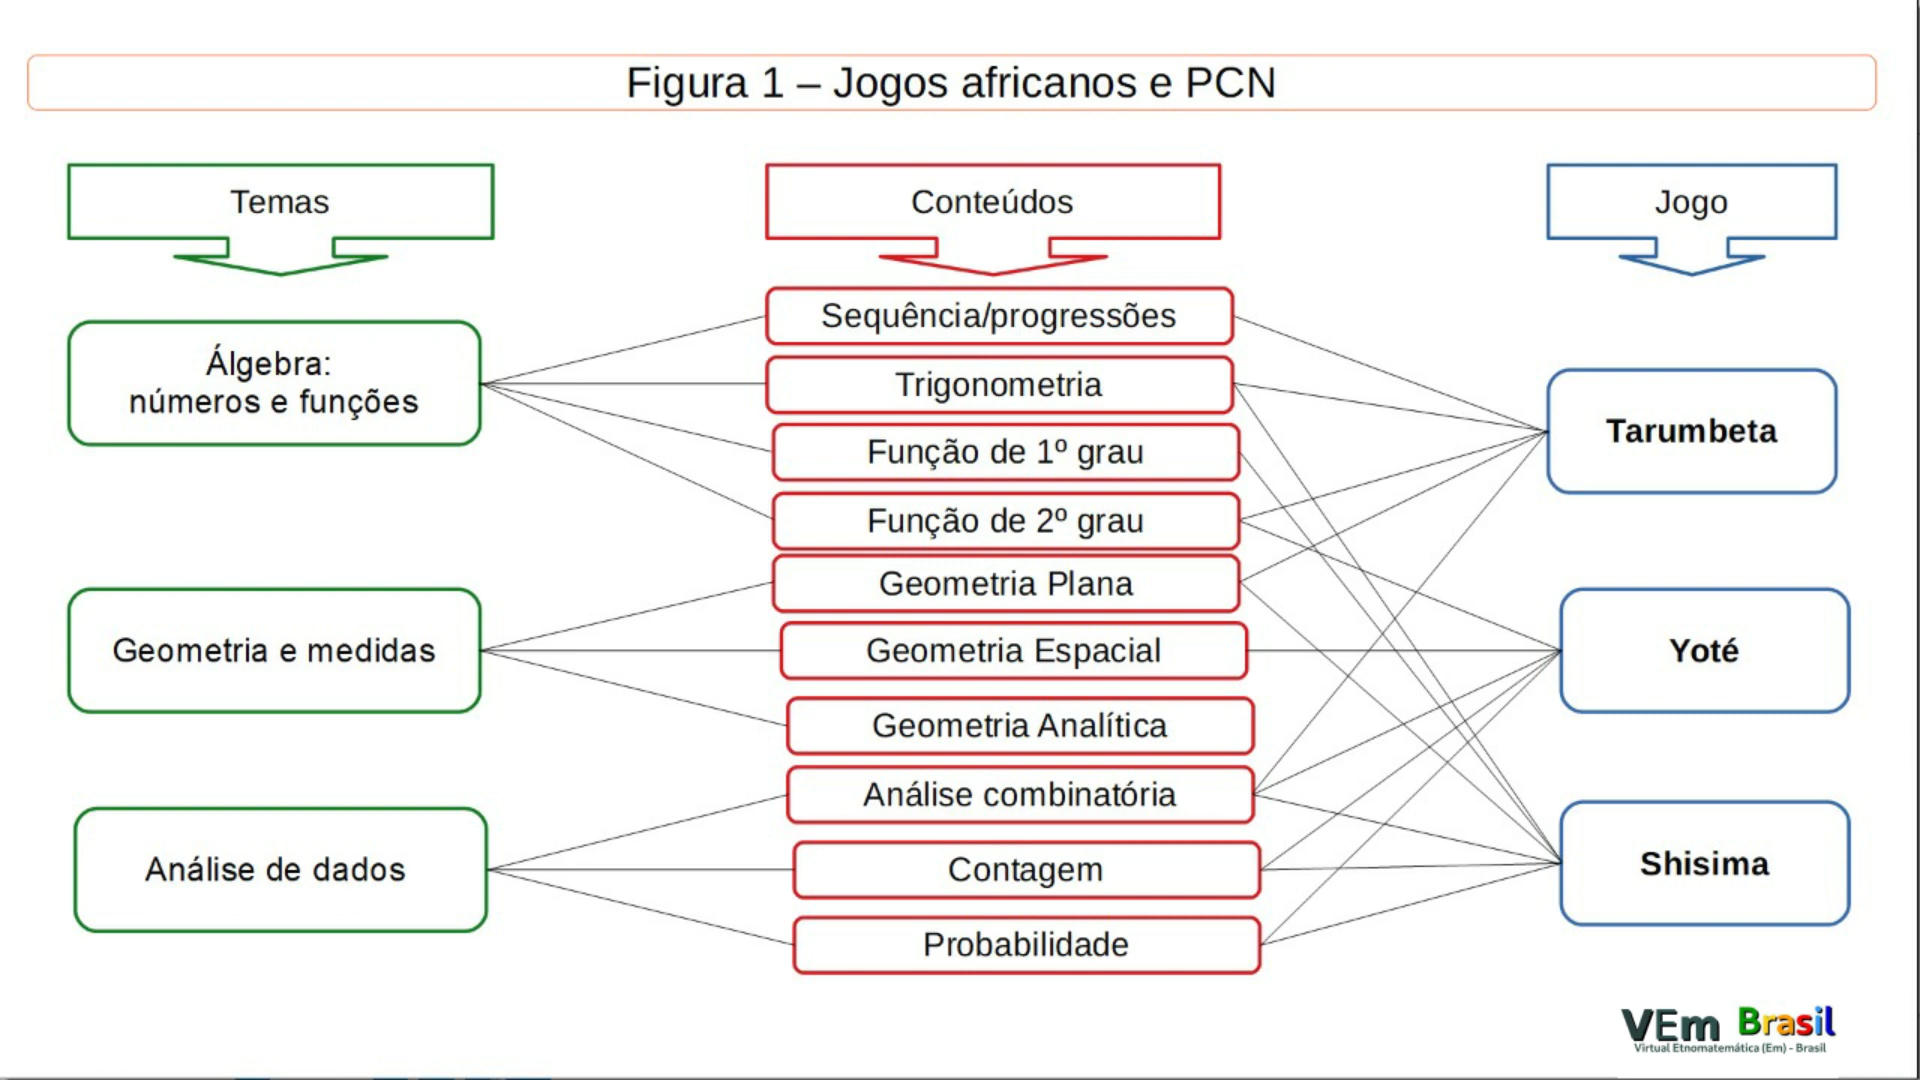 Figura 1 – Jogos africanos e PCN
Temas
Conteúdos
Jogo
Álgebra:
números e funções
Geometria e medidas
Análise de dados
Sequência/progressões
Trigonometria
Função de 1º grau
Função de 2º grau
Geometria Plana
Geometria Espacial
Geometria Analítica
Análise combinatória
Contagem
Probabilidade
Tarumbeta
Yoté
Shisima
VEm Brasil
Virtual Etnomatemática (Em) - Brasil